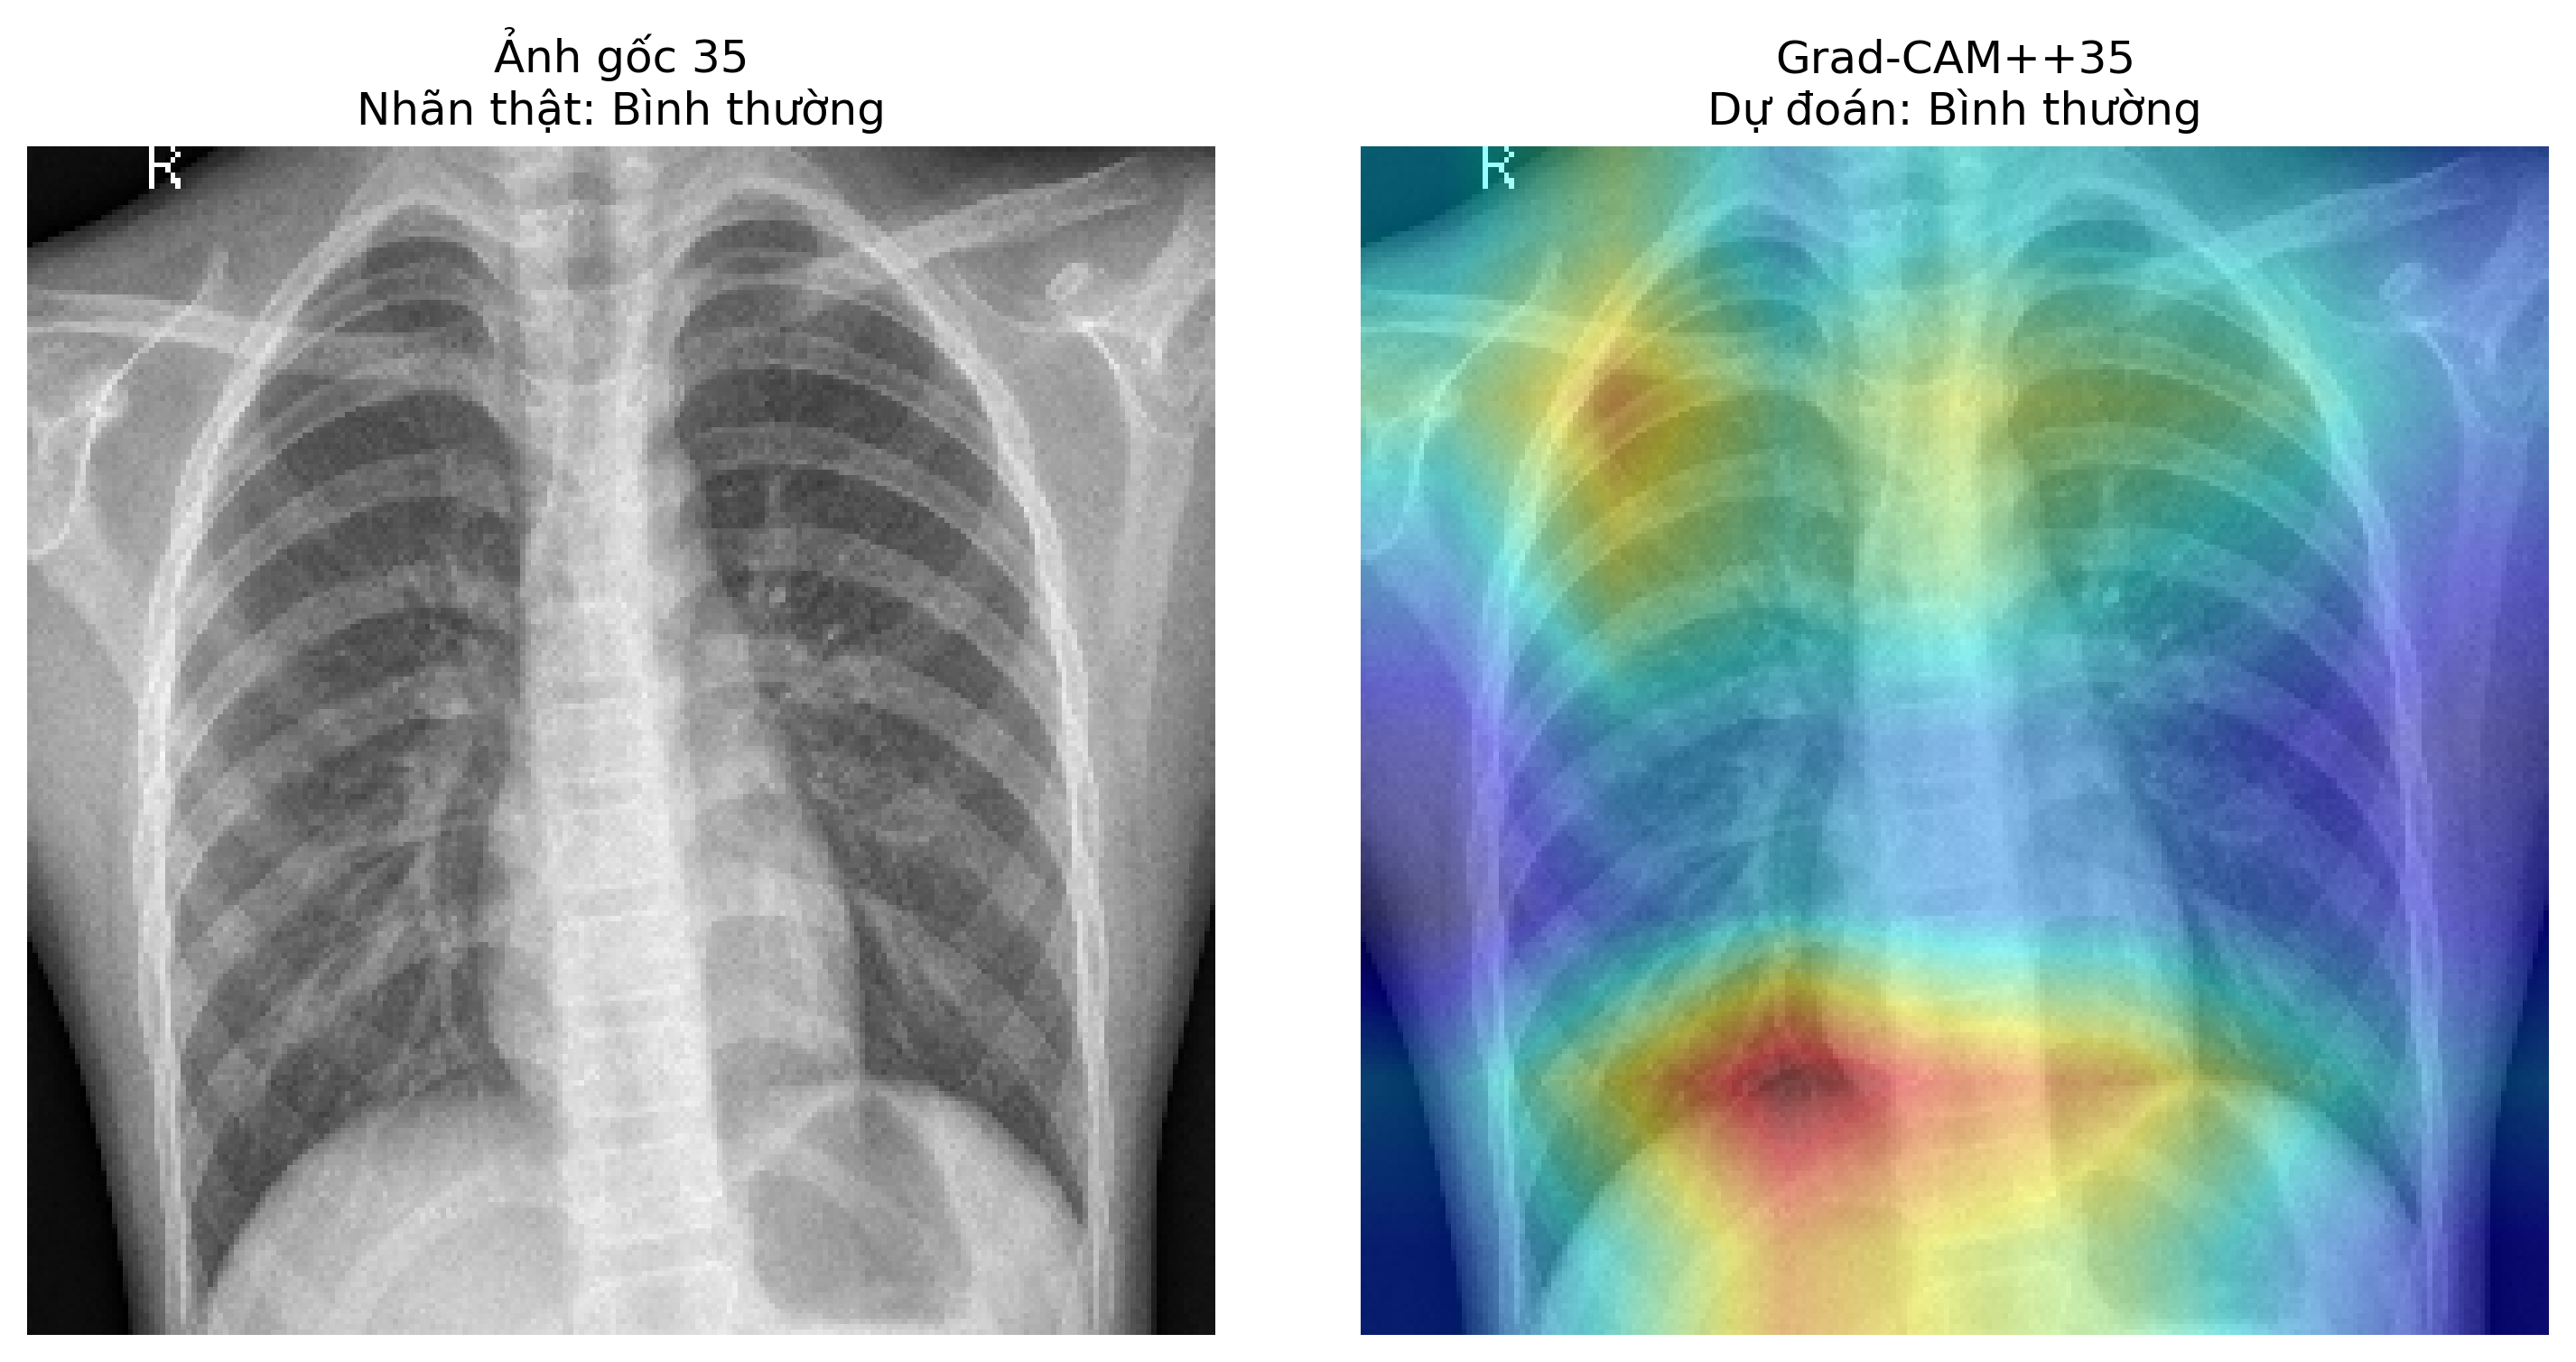 Ảnh gốc 35
Nhãn thật: Bình thường
Grad-CAM++35
Dự đoán: Bình thường
R
R